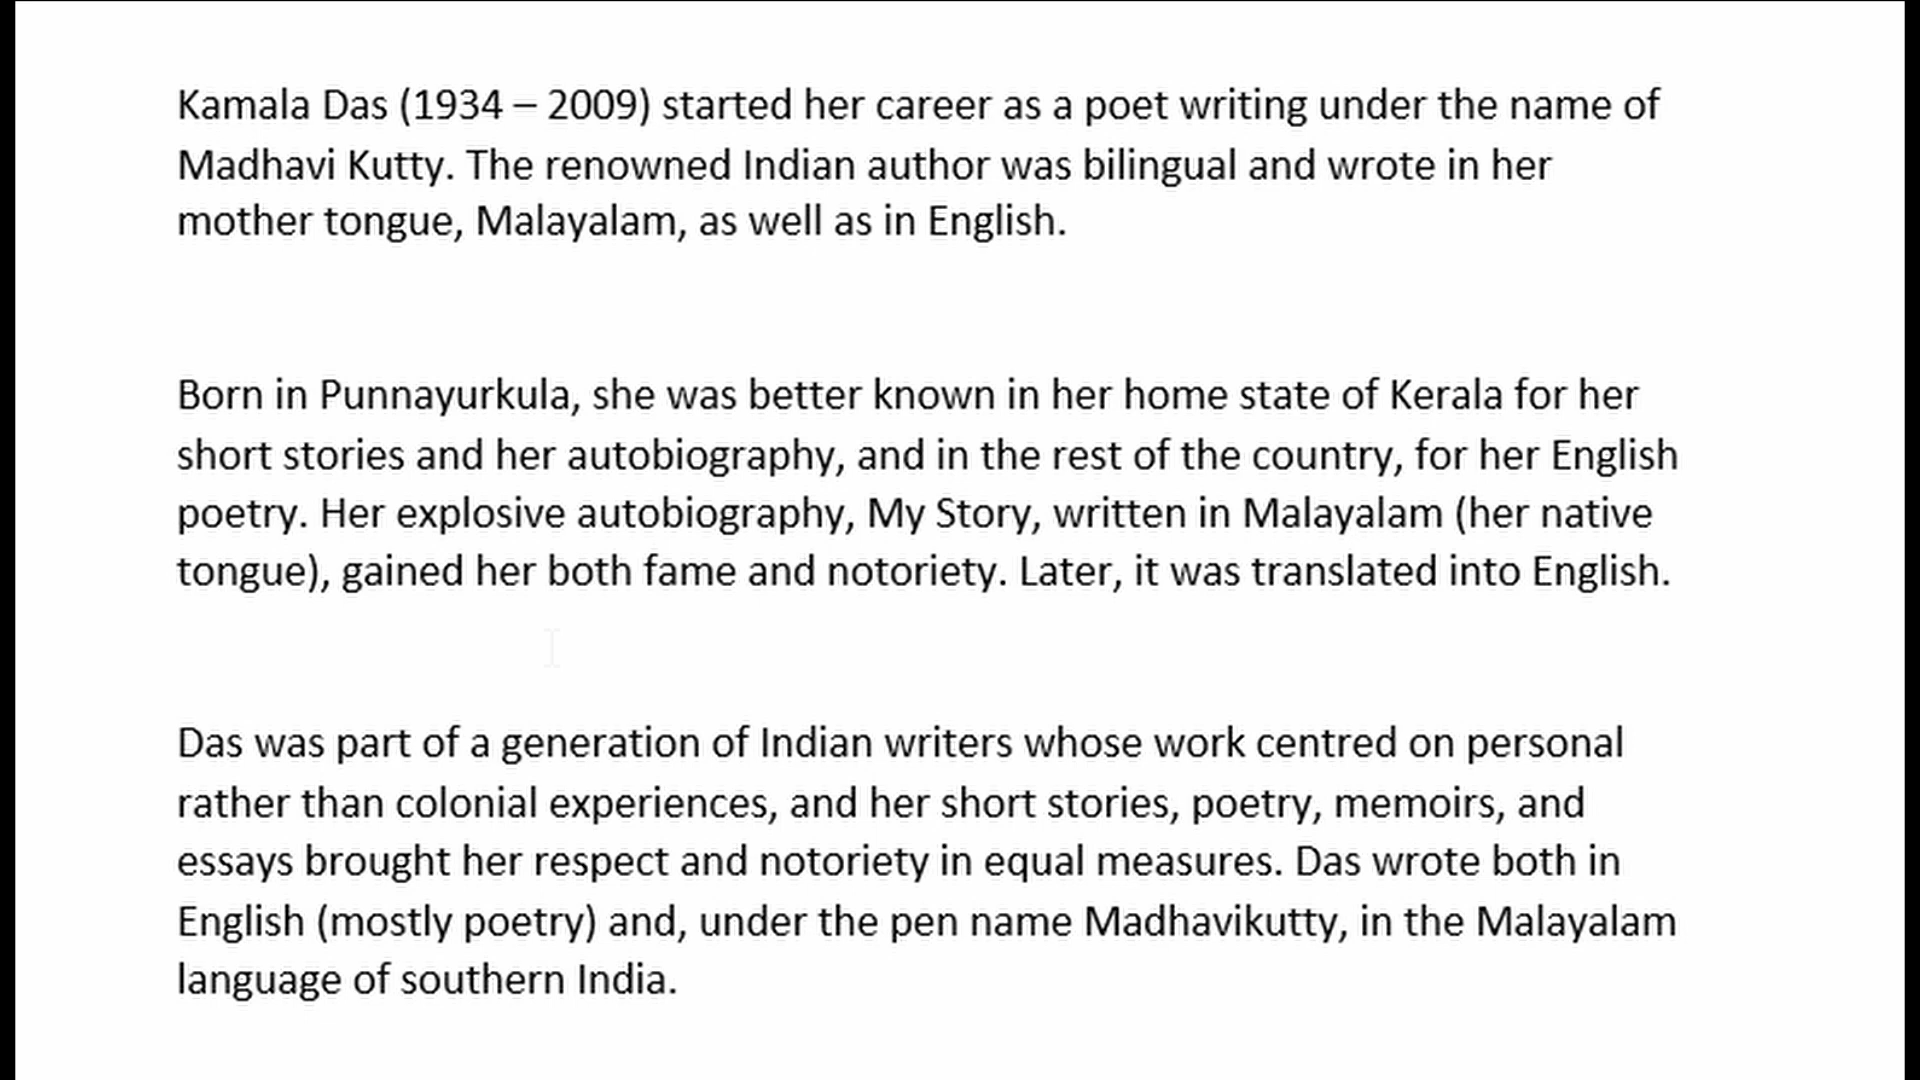 Kamala Das (1934 – 2009) started her career as a poet writing under the name of
Madhavi Kutty. The renowned Indian author was bilingual and wrote in her
mother tongue, Malayalam, as well as in English.
Born in Punnayurkula, she was better known in her home state of Kerala for her
short stories and her autobiography, and in the rest of the country, for her English
poetry. Her explosive autobiography, My Story, written in Malayalam (her native
tongue), gained her both fame and notoriety. Later, it was translated into English.
Das was part of a generation of Indian writers whose work centred on personal
rather than colonial experiences, and her short stories, poetry, memoirs, and
essays brought her respect and notoriety in equal measures. Das wrote both in
English (mostly poetry) and, under the pen name Madhavikutty, in the Malayalam
language of southern India.